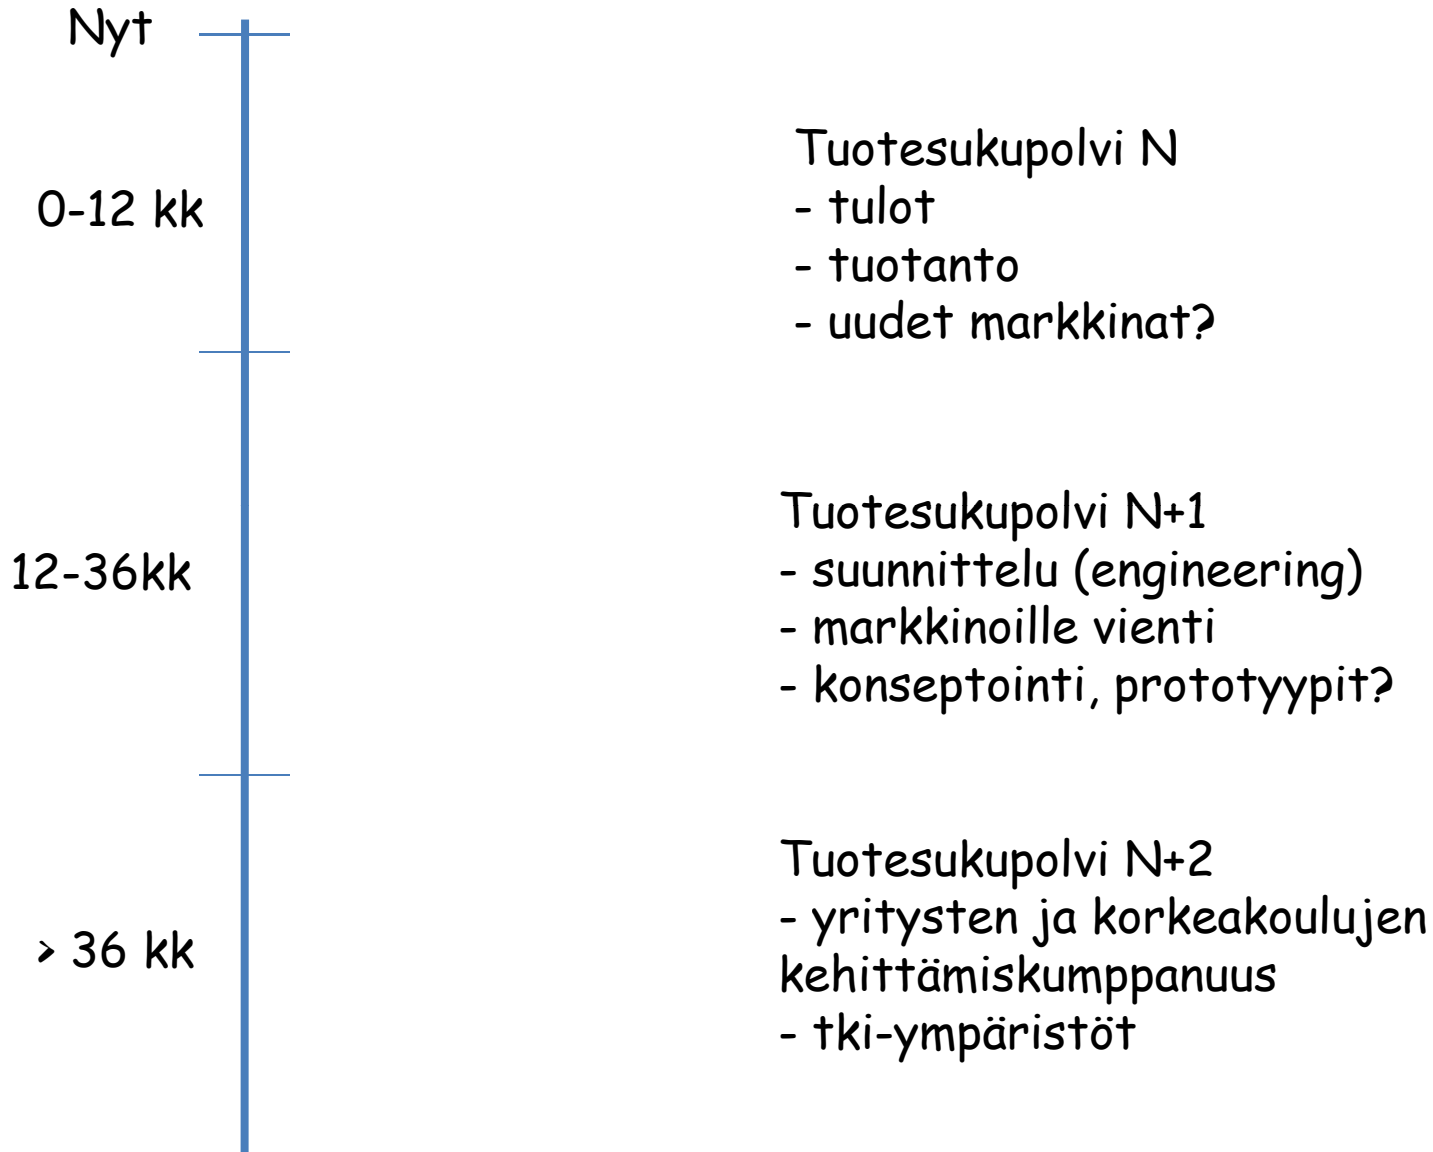 Nyt
0-12 kk
Tuotesukupolvi N
- tulot
- tuotanto
- uudet markkinat?
12-36kk
Tuotesukupolvi N+1
- suunnittelu (engineering)
- markkinoille vienti
- konseptointi, prototyypit?
> 36 kk
Tuotesukupolvi N+2
- yritysten ja korkeakoulujen
kehittämiskumppanuus
- tki-ympäristöt